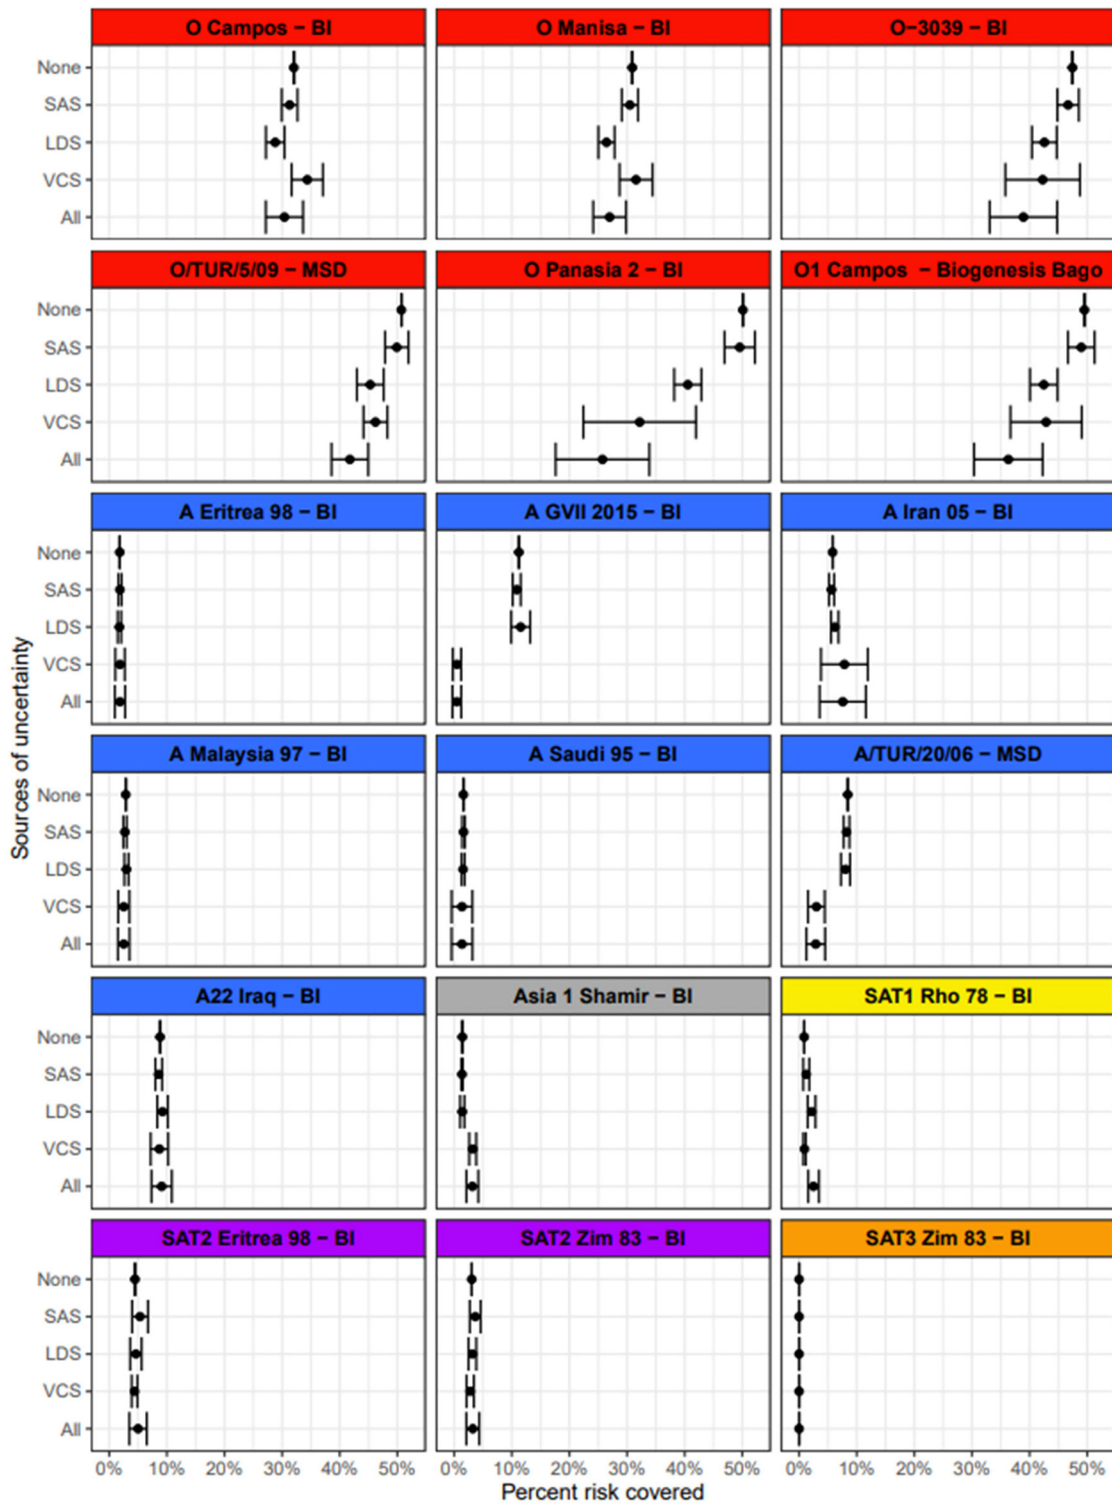 O Campos – BI
O Manisa – BI
O–3039 – BI
None
SAS
LDS
VCS
All
O/TUR/5/09 – MSD
O Panasia 2 – BI
O1 Campos – Biogenesis Bago
None
SAS
LDS
VCS
All
A Eritrea 98 – BI
A GVII 2015 – BI
A Iran 05 – BI
None
SAS
LDS
VCS
All
Sources of uncertainty
A Malaysia 97 – BI
A Saudi 95 – BI
A/TUR/20/06 – MSD
None
SAS
LDS
VCS
All
A22 Iraq – BI
Asia 1 Shamir – BI
SAT1 Rho 78 – BI
None
SAS
LDS
VCS
All
SAT2 Eritrea 98 – BI
SAT2 Zim 83 – BI
SAT3 Zim 83 – BI
None
SAS
LDS
VCS
All
0% 10% 20% 30% 40% 50%
0% 10% 20% 30% 40% 50%
0% 10% 20% 30% 40% 50%
Percent risk covered